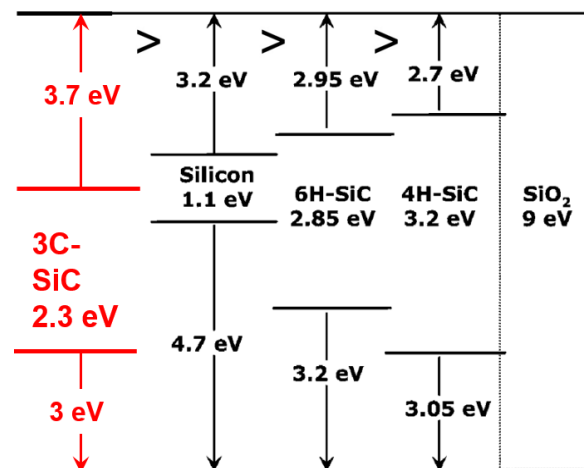 > > >
3.7 eV 3.2 eV 2.95 eV 2.7 eV
Silicon
1.1 eV
6H-SiC
2.85 eV
4H-SiC
3.2 eV
SiO₂
9 eV
3C-
SiC
2.3 eV
4.7 eV
3.2 eV
3 eV
3.05 eV